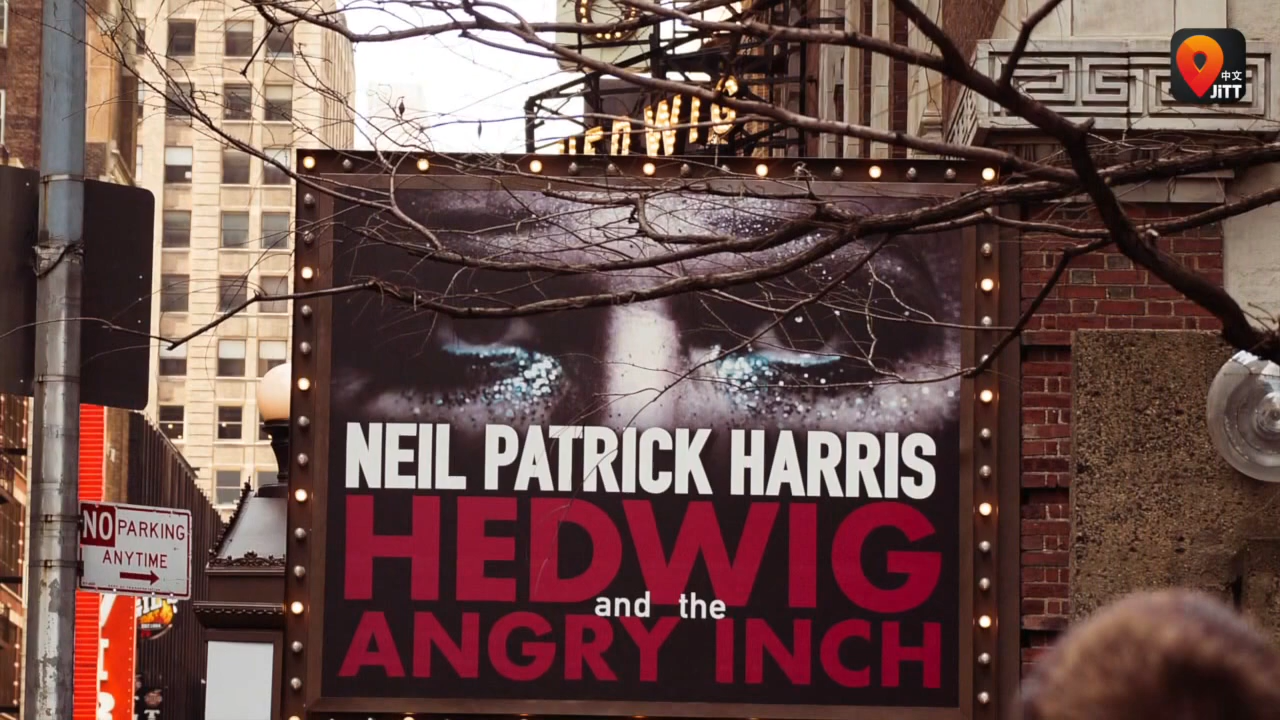 中文
JiTT
HEDWIG
NEIL PATRICK HARRIS
HEDWIG
and the
ANGRY INCH
NO PARKING
ANYTIME